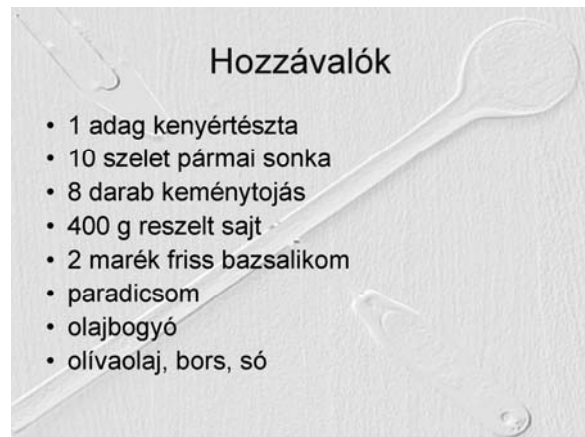 Hozzávalók
• 1 adag kenyértészta
• 10 szelet pármai sonka
• 8 darab keménytojás
• 400 g reszelt sajt
• 2 marék friss bazsalikom
• paradicsom
• olajbogyó
• olívaolaj, bors, só